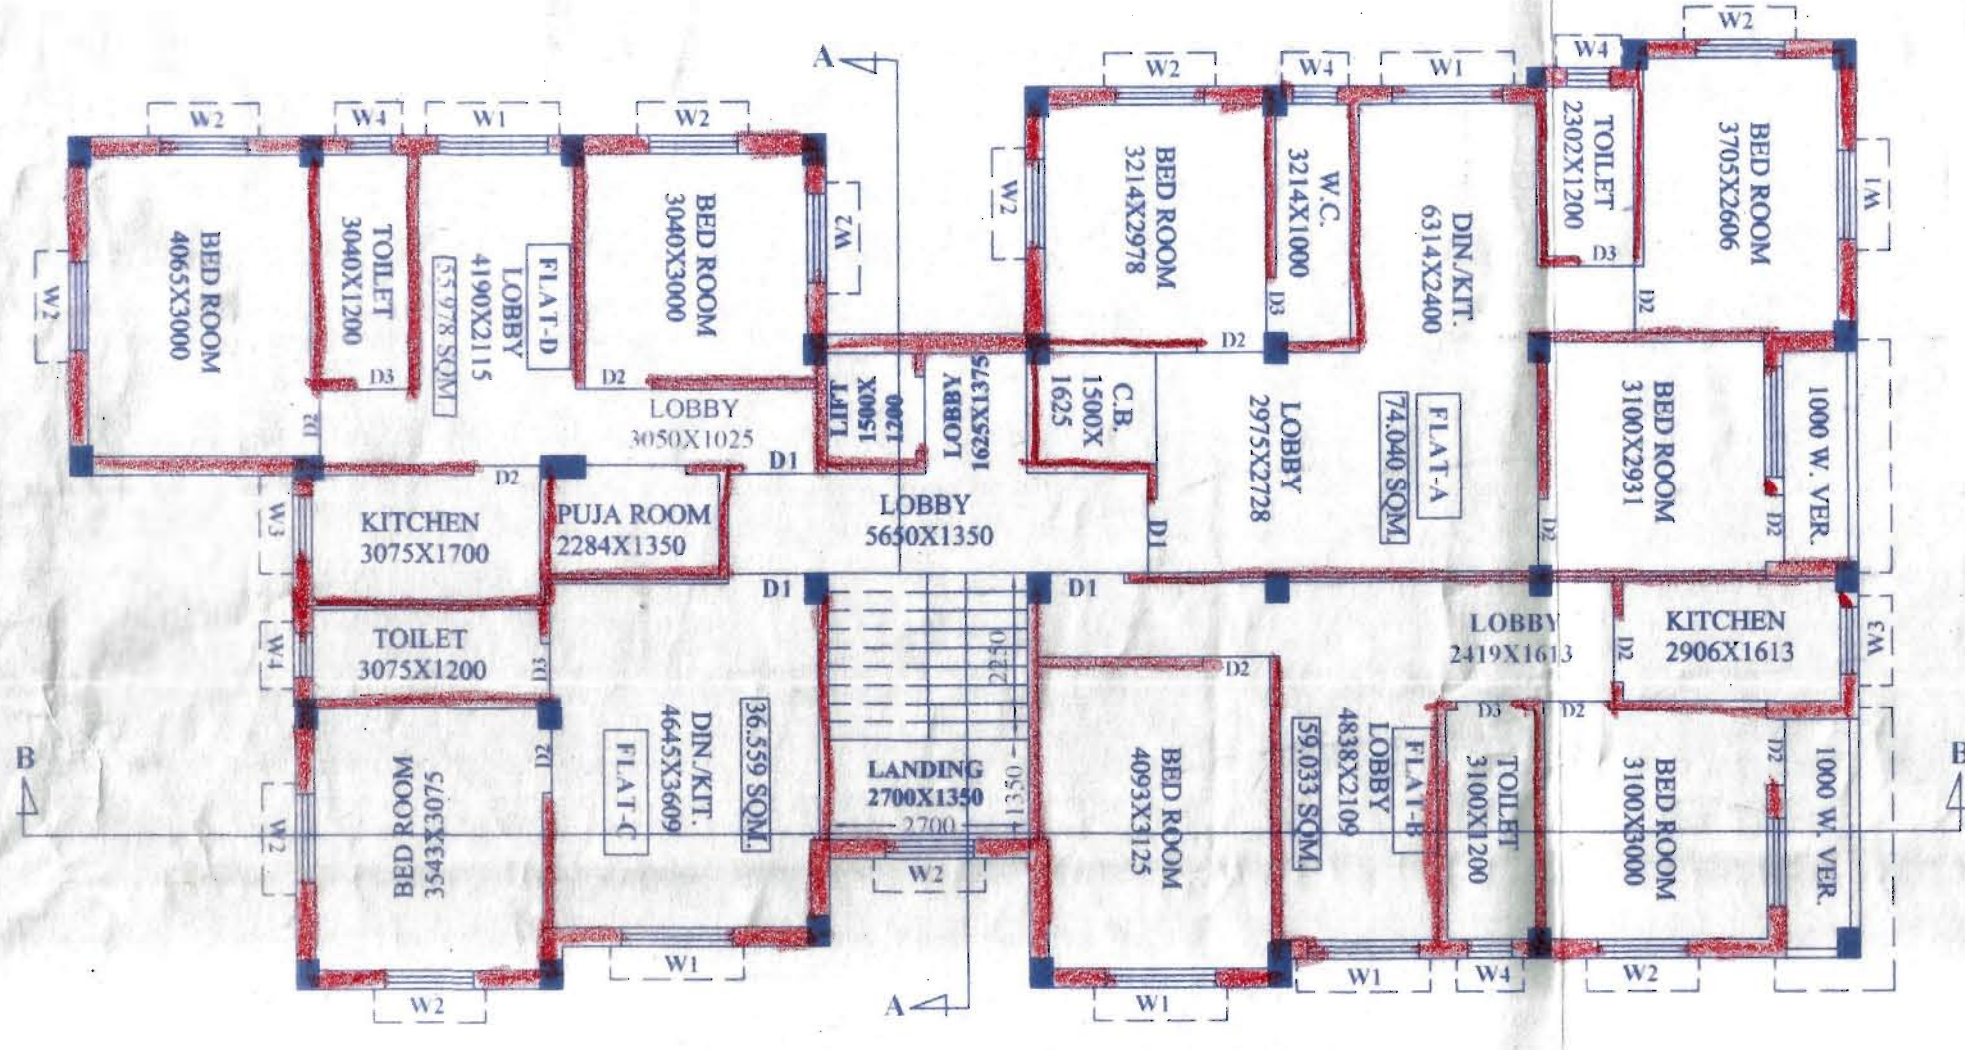 W2
W4
W1
W2
A
W2
W4
W1
W4
W2
BED ROOM
4065X3000
TOILET
3040X1200
D3
FLAT-D
LOBBY
4190X2115
55.978 SQM
BED ROOM
3040X3000
D2
W2
W2
D2
LOBBY
3050X1025
D1
LIFT
1500X
1200
LOBBY
1625X1375
W2
BED ROOM
3214X2978
D2
W.C.
3214X1000
D3
DIN./KIT.
6314X2400
TOILET
2302X1200
D3
BED ROOM
3705X2606
D2
W1
C.B.
1500X
1625
LOBBY
2975X2728
FLAT-A
74.040 SQM
BED ROOM
3100X2931
D2
D2
1000 W. VER.
W3
KITCHEN
3075X1700
D2
PUJA ROOM
2284X1350
LOBBY
5650X1350
D1
D1
D1
W4
TOILET
3075X1200
D3
2250
D2
LOBBY
2419X1613
D2
KITCHEN
2906X1613
W3
B
W2
BED ROOM
3543X3075
D2
DIN./KIT.
4645X3609
FLAT-C
36.559 SQM.
LANDING
2700X1350
2700
1350
W2
BED ROOM
4093X3125
FLAT-B
LOBBY
4838X2109
59.033 SQM.
D3
TOILET
3100X1200
D2
BED ROOM
3100X3000
D2
1000 W. VER.
B
W2
W1
A
W1
W1
W4
W2